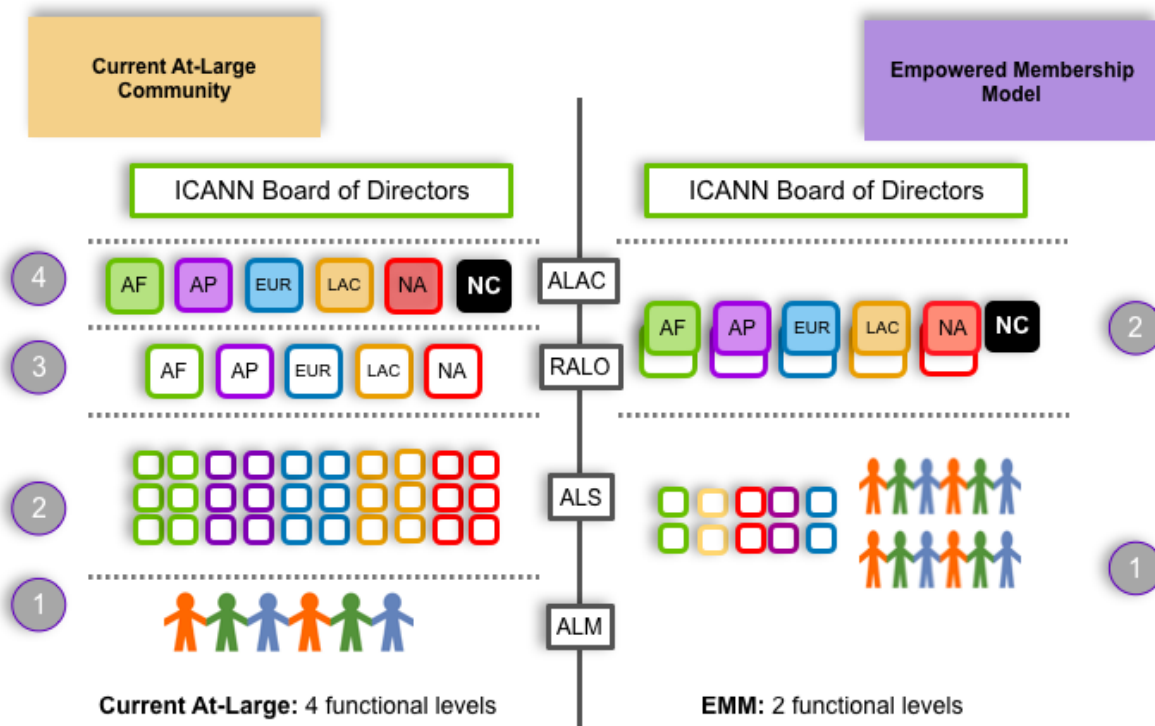 Current At-Large
Community
Empowered Membership
Model
ICANN Board of Directors
ICANN Board of Directors
4
AF AP EUR LAC NA NC
ALAC
AF AP EUR LAC NA NC
2
3
AF AP EUR LAC NA
RALO
2
ALS
1
1
ALM
Current At-Large: 4 functional levels
EMM: 2 functional levels